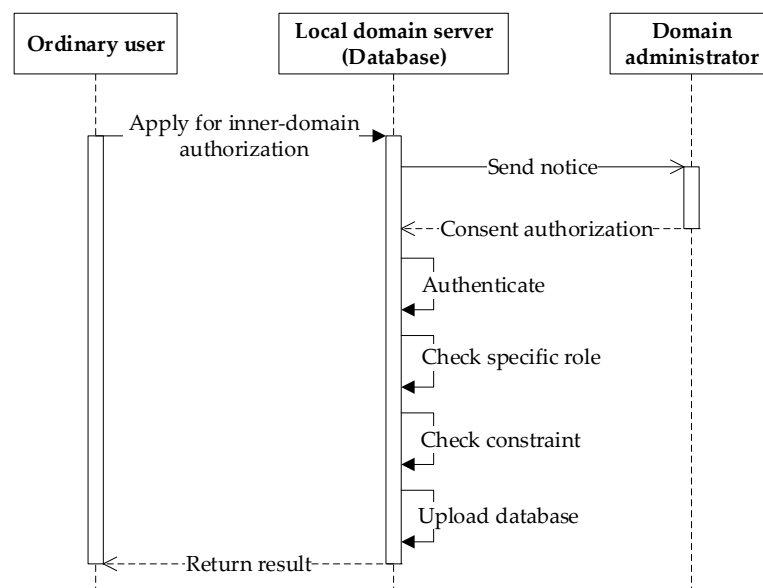 Ordinary user
Local domain server
(Database)
Domain
administrator
Apply for inner-domain
authorization
Send notice
Consent authorization
Authenticate
Check specific role
Check constraint
Upload database
Return result